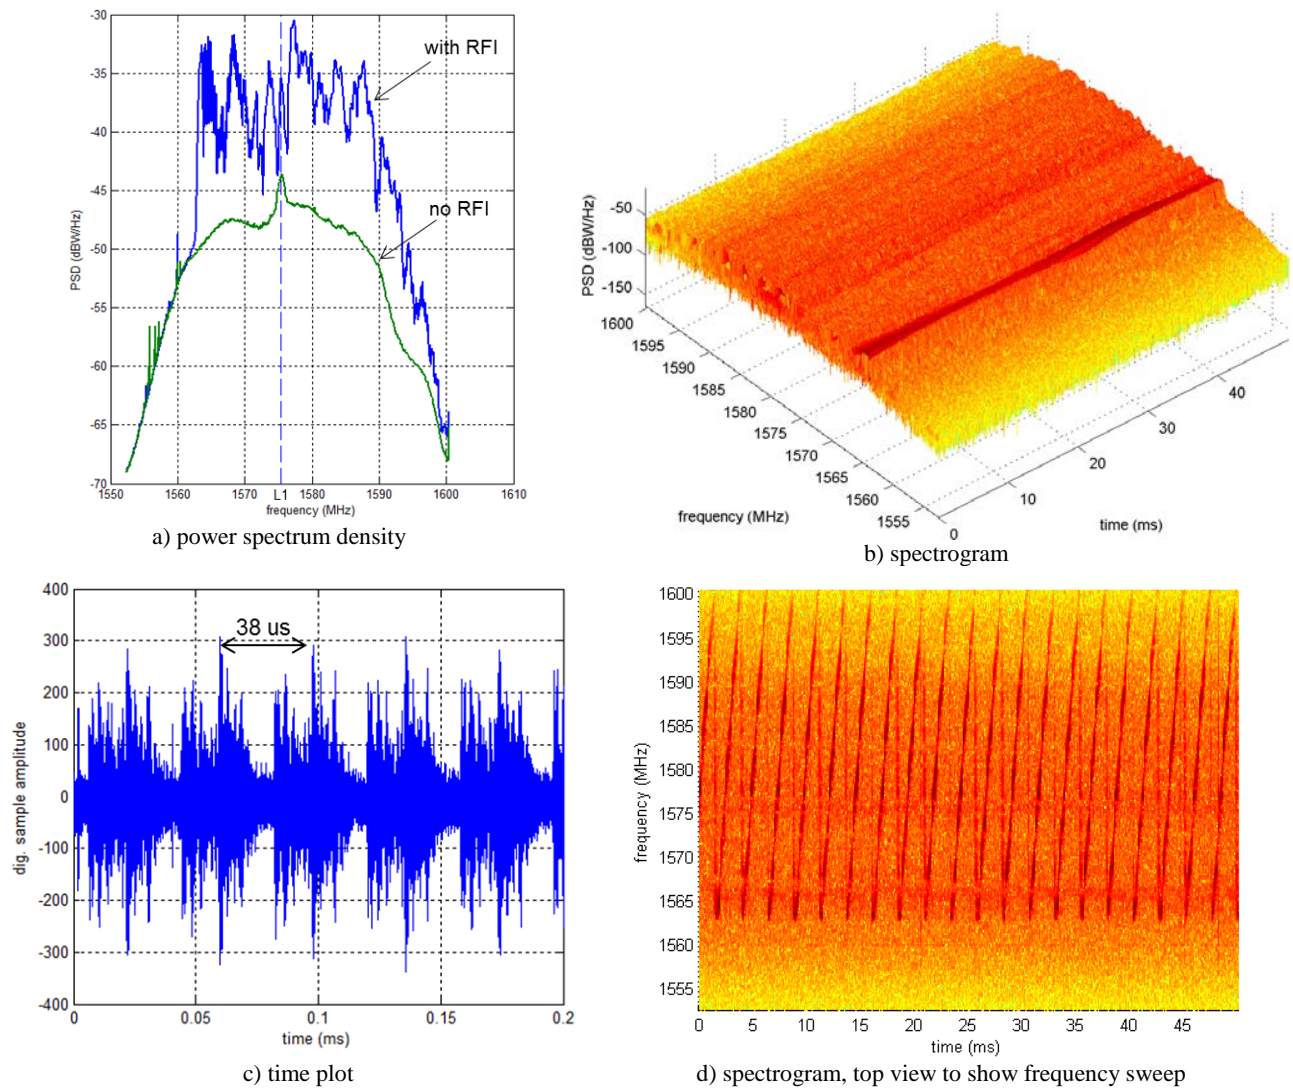 -30
-35
-40
-45
-50
-55
-60
-65
-70
PSD (dBW/Hz)
with RFI
no RFI
1550 1560 1570 L1 1580 1590 1600 1610
frequency (MHz)
a) power spectrum density
-50
-100
-150
PSD (dBW/Hz)
1600
1595
1590
1585
1580
1575
1570
1565
1560
1555
frequency (MHz)
0
10
20
30
40
time (ms)
b) spectrogram
400
300
200
100
0
-100
-200
-300
-400
dig. sample amplitude
38 us
0 0.05 0.1 0.15 0.2
time (ms)
c) time plot
1600
1595
1590
1585
1580
1575
1570
1565
1560
1555
frequency (MHz)
0 5 10 15 20 25 30 35 40 45
time (ms)
d) spectrogram, top view to show frequency sweep